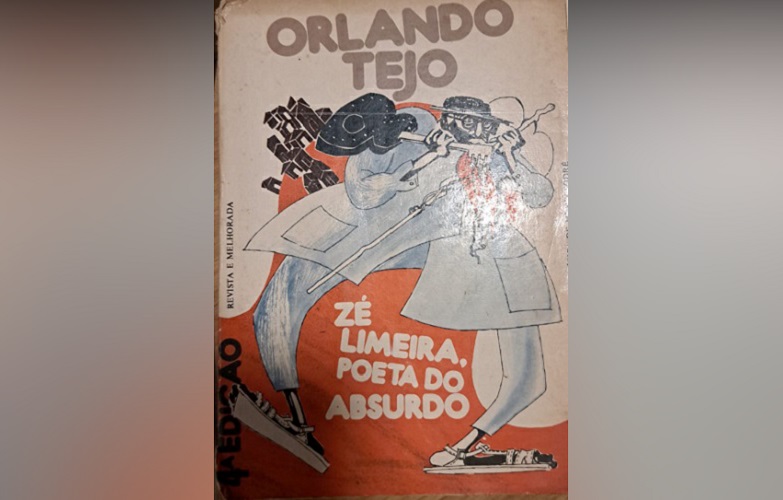 ORLANDO
TEJO
REVISTA E MELHORADA
ZÉ
LIMEIRA,
POETA DO
ABSURDO
4ª EDIÇÃO